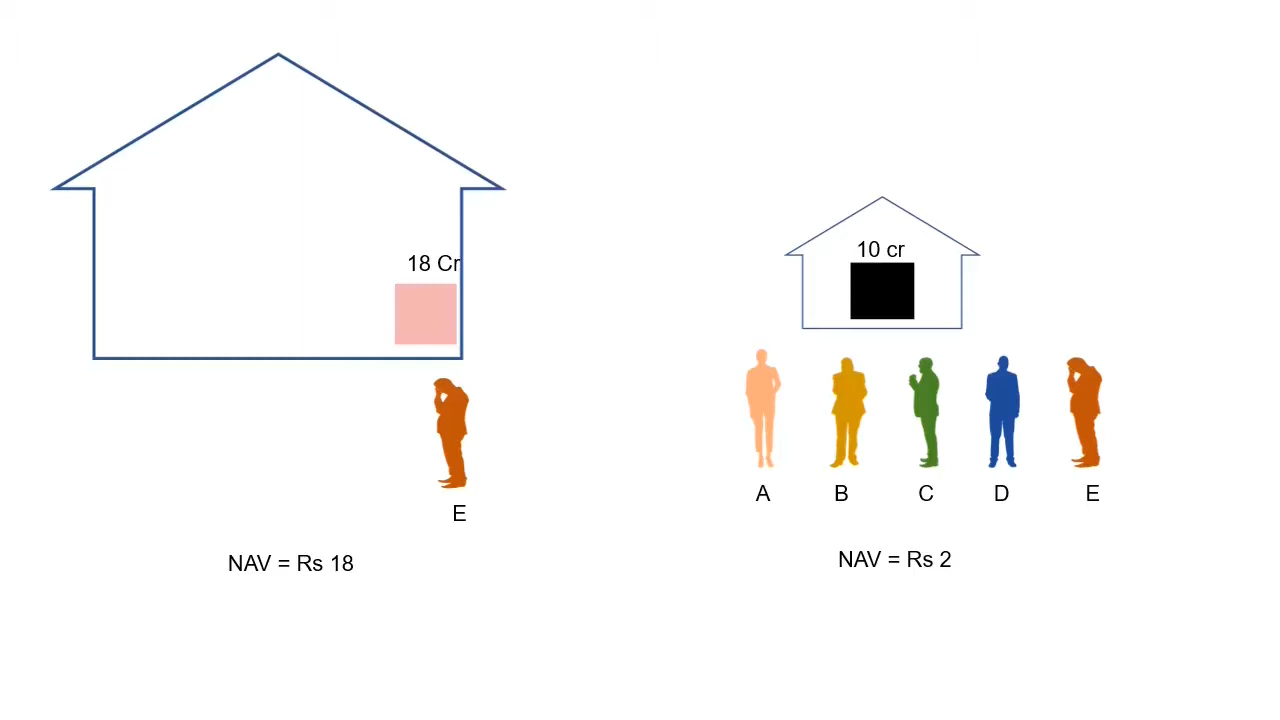 18 Cr
E
NAV = Rs 18
10 cr
A B C D E
NAV = Rs 2